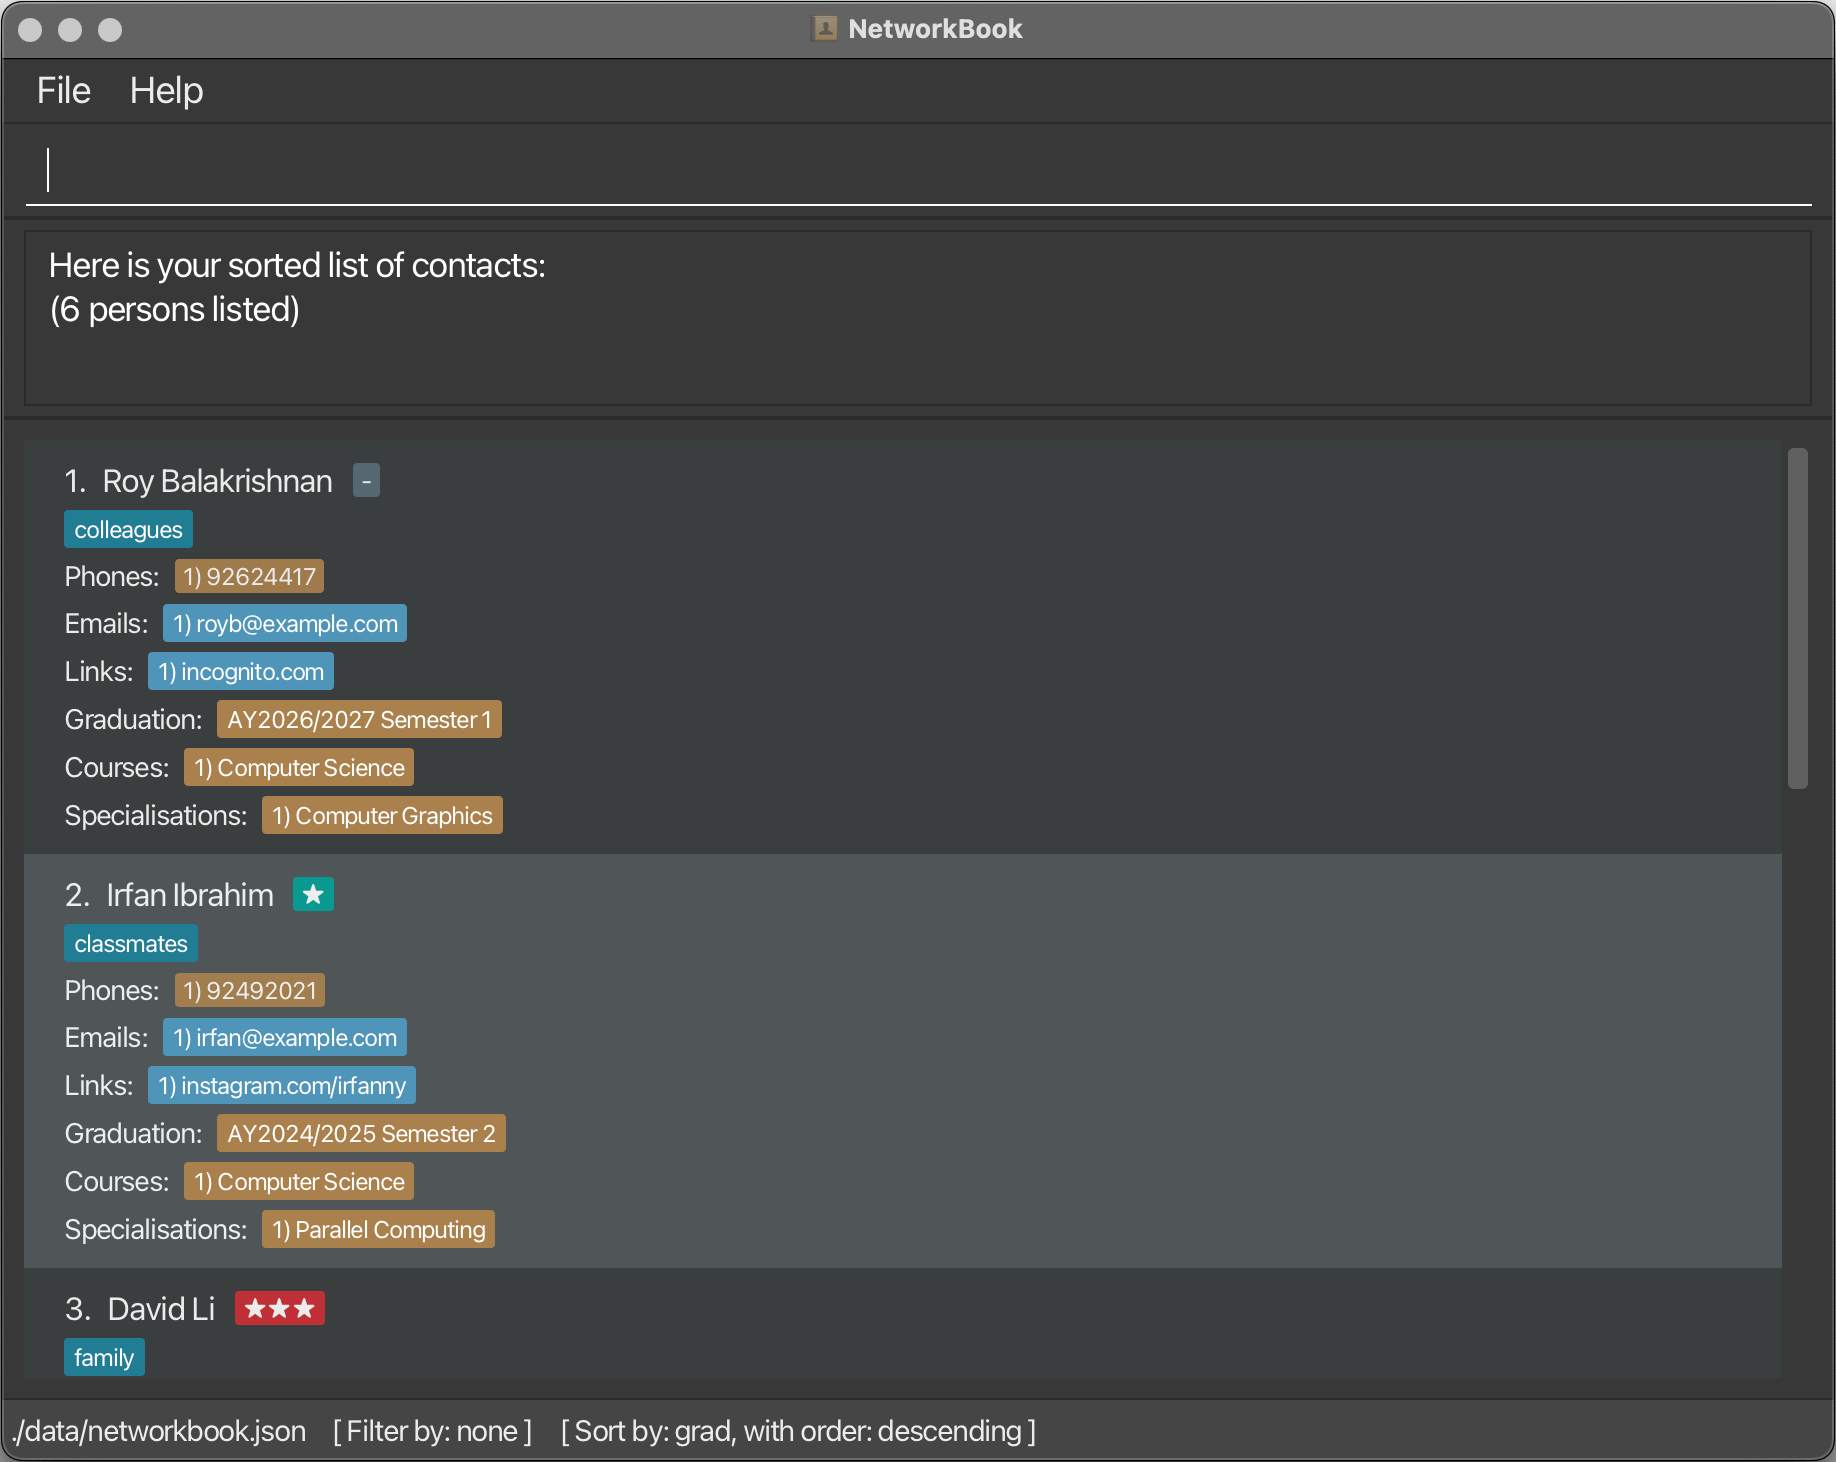 NetworkBook
File Help
Here is your sorted list of contacts:
(6 persons listed)
1. Roy Balakrishnan -
colleagues
Phones: 1) 92624417
Emails: 1) royb@example.com
Links: 1) incognito.com
Graduation: AY2026/2027 Semester 1
Courses: 1) Computer Science
Specialisations: 1) Computer Graphics
2. Irfan Ibrahim ★
classmates
Phones: 1) 92492021
Emails: 1) irfan@example.com
Links: 1) instagram.com/irfanny
Graduation: AY2024/2025 Semester 2
Courses: 1) Computer Science
Specialisations: 1) Parallel Computing
3. David Li ★★★
family
./data/networkbook.json [ Filter by: none ] [ Sort by: grad, with order: descending ]